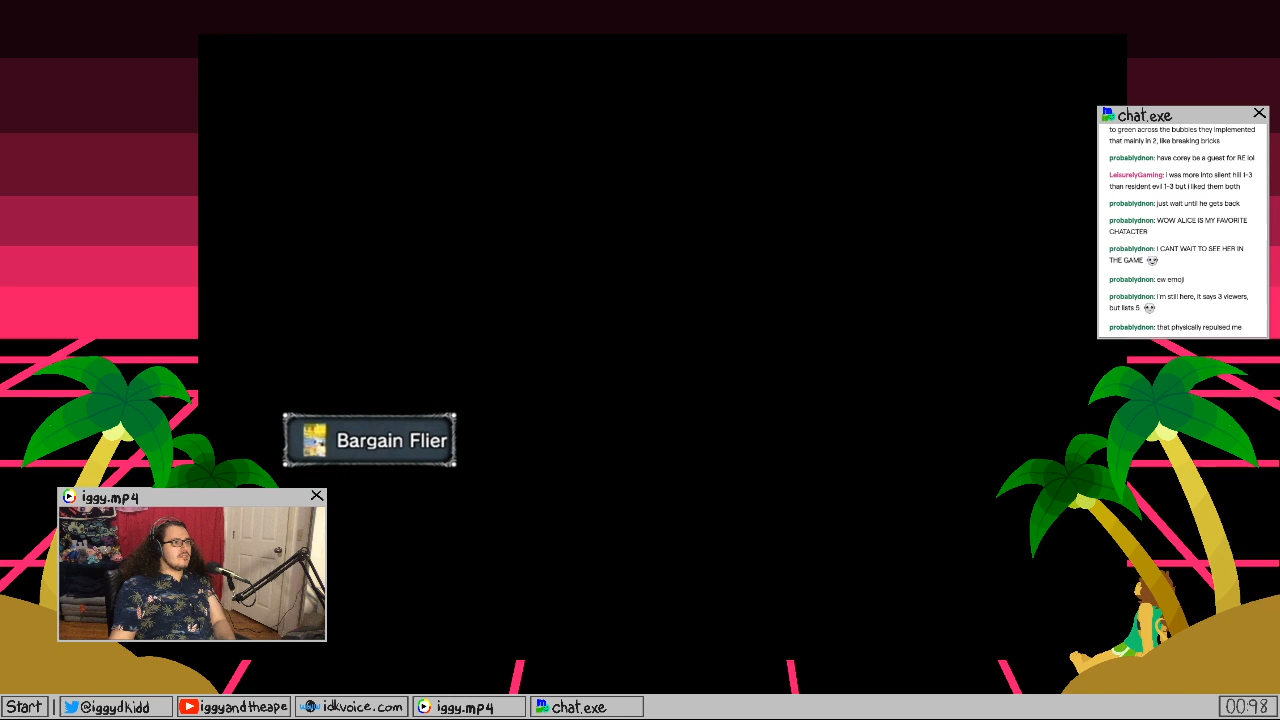 chat.exe
to green across the bubbles they implemented
that mainly in 2, like breaking bricks
probablydnon: have corey be a guest for RE lol
LeisurelyGaming: i was more into silent hill 1-3
than resident evil 1-3 but i liked them both
probablydnon: just wait until he gets back
probablydnon: WOW ALICE IS MY FAVORITE
CHATACTER
probablydnon: I CANT WAIT TO SEE HER IN
THE GAME
probablydnon: ew emoji
probablydnon: i'm still here, it says 3 viewers,
but lists 5
probablydnon: that physically repulsed me
Bargain Flier
iggy.mp4
Start
@iggydkidd
iggyandtheape
www
idkvoice.com
iggy.mp4
chat.exe
00:98